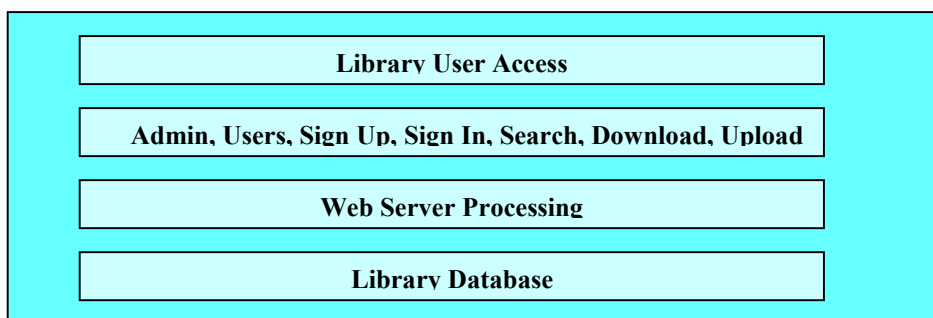 Library User Access
Admin, Users, Sign Up, Sign In, Search, Download, Upload
Web Server Processing
Library Database